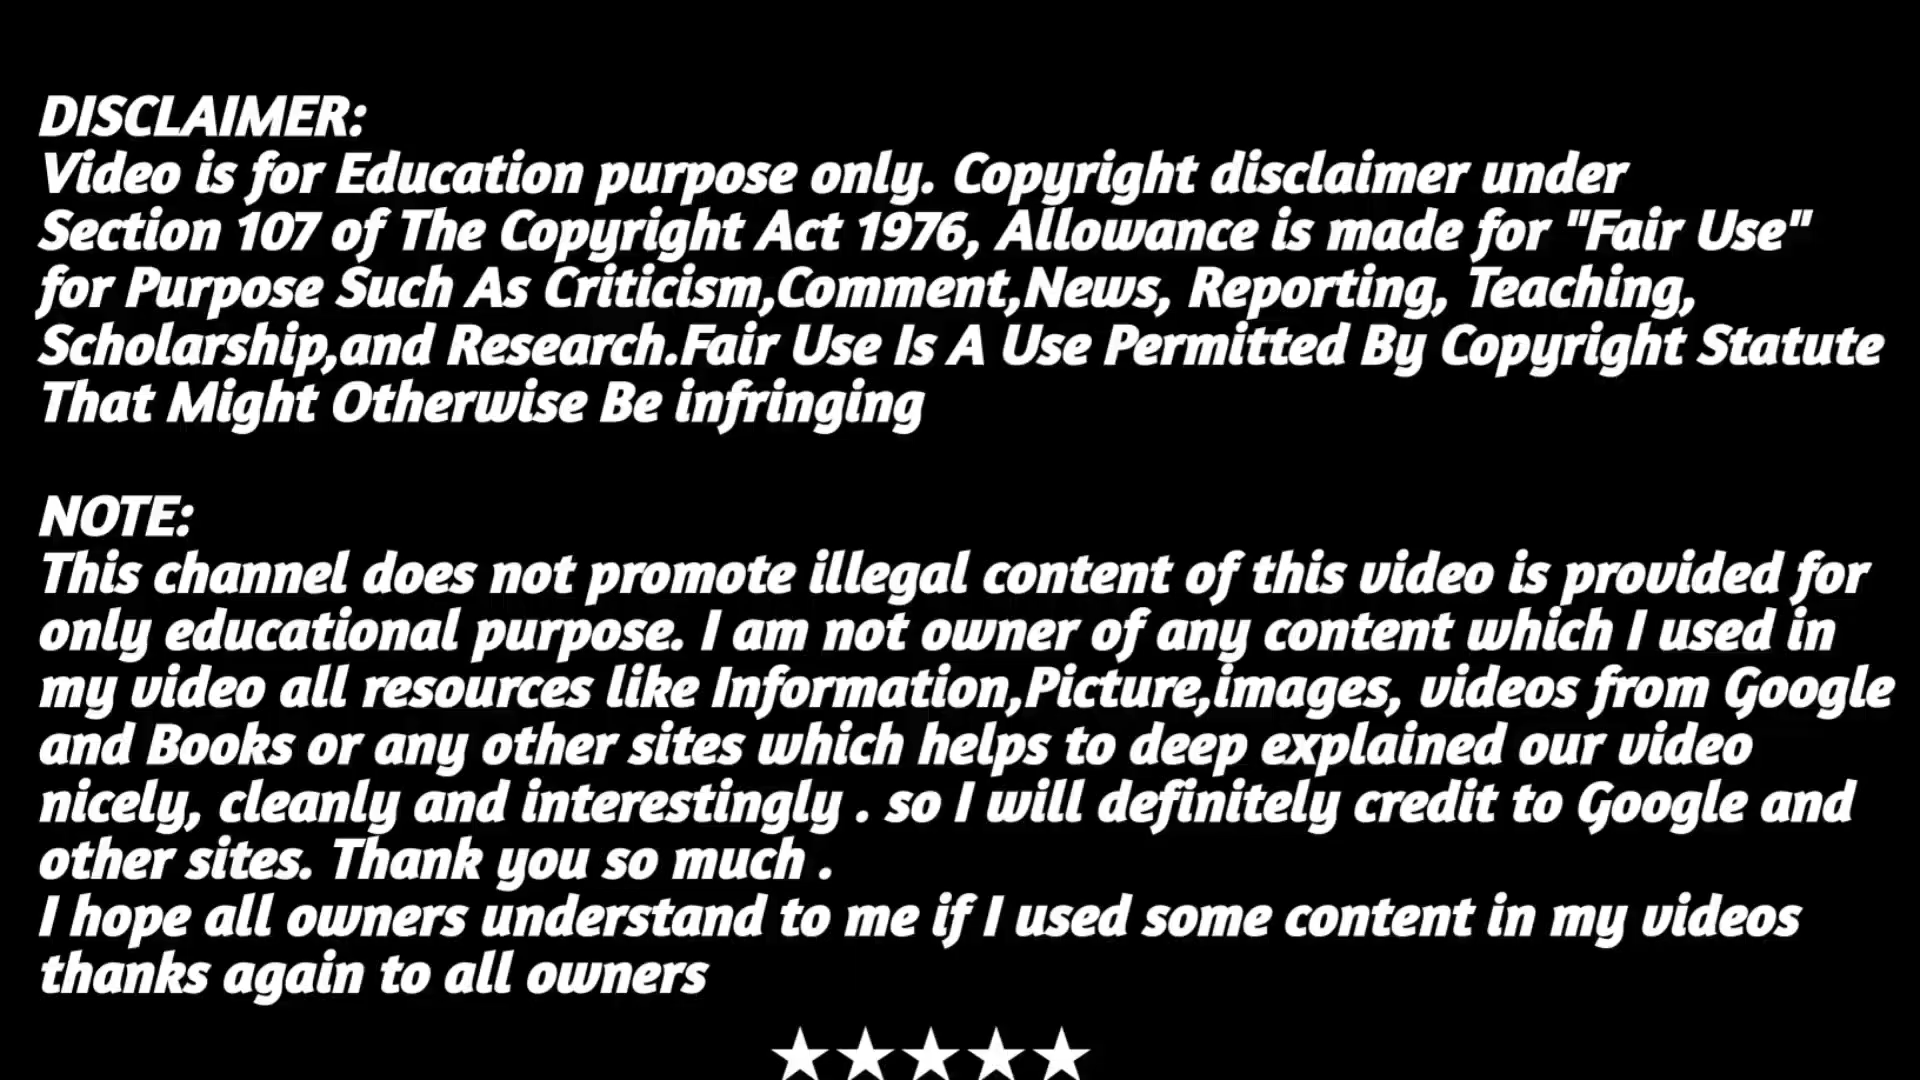 DISCLAIMER:
Video is for Education purpose only. Copyright disclaimer under
Section 107 of The Copyright Act 1976, Allowance is made for "Fair Use"
for Purpose Such As Criticism,Comment,News, Reporting, Teaching,
Scholarship,and Research.Fair Use Is A Use Permitted By Copyright Statute
That Might Otherwise Be infringing
NOTE:
This channel does not promote illegal content of this video is provided for
only educational purpose. I am not owner of any content which I used in
my video all resources like Information,Picture,images, videos from Google
and Books or any other sites which helps to deep explained our video
nicely, cleanly and interestingly . so I will definitely credit to Google and
other sites. Thank you so much .
I hope all owners understand to me if I used some content in my videos
thanks again to all owners
★★★★★